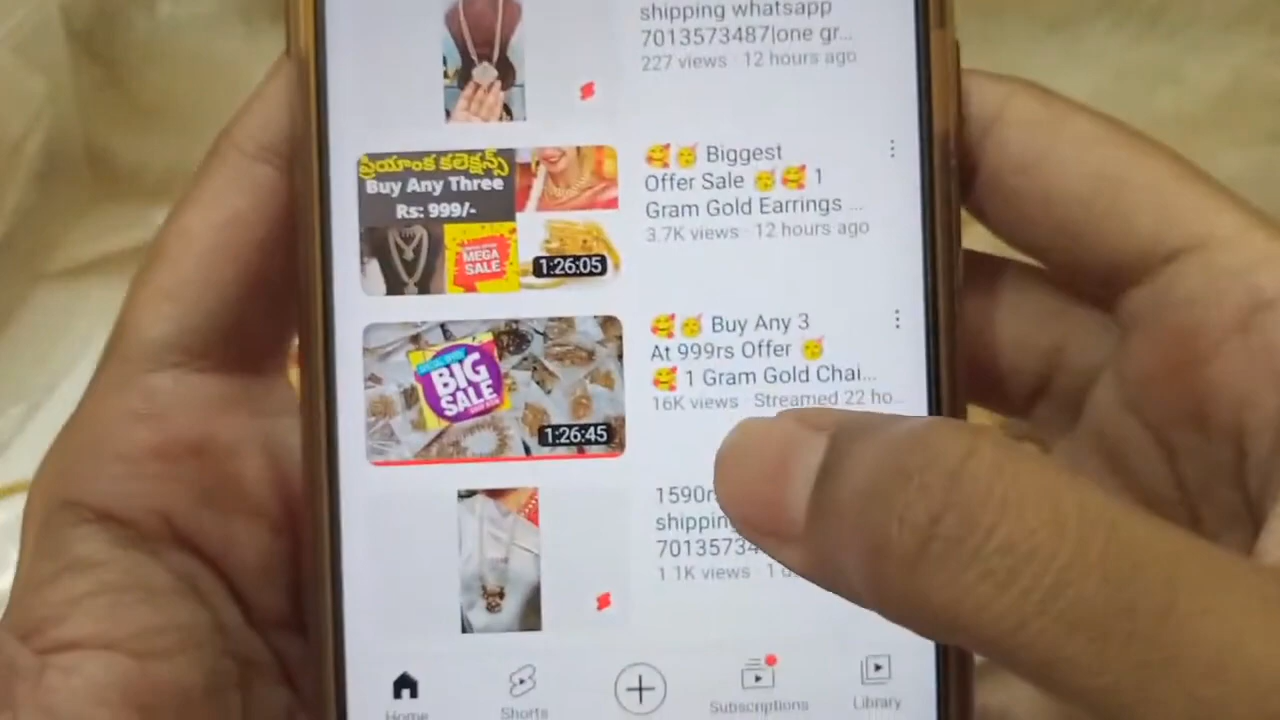 shipping whatsapp
7013573487|one gr...
227 views · 12 hours ago
ప్రియాంక కలెక్షన్స్
Buy Any Three
Rs: 999/-
MEGA
SALE
1:26:05
🥰🥳 Biggest
Offer Sale 🥳🥰 1
Gram Gold Earrings ...
3.7K views · 12 hours ago
BIG
SALE
1:26:45
🥰🥳 Buy Any 3
At 999rs Offer 🥳
🥰 1 Gram Gold Chai...
16K views · Streamed 22 ho...
shipping
1.1K views
Home
Shorts
Subscriptions
Library